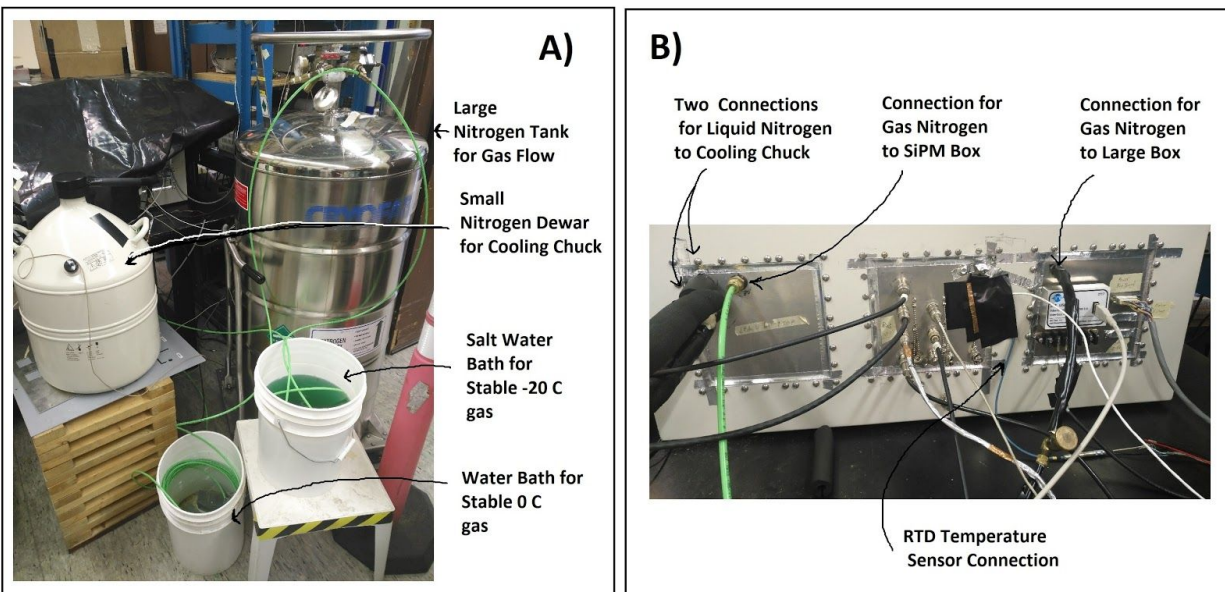 A)
Large
Nitrogen Tank
for Gas Flow
Small
Nitrogen Dewar
for Cooling Chuck
Salt Water
Bath for
Stable -20 C
gas
Water Bath for
Stable 0 C
gas
B)
Two Connections
for Liquid Nitrogen
to Cooling Chuck
Connection for
Gas Nitrogen
to SiPM Box
Connection for
Gas Nitrogen
to Large Box
RTD Temperature
Sensor Connection
NITROGEN